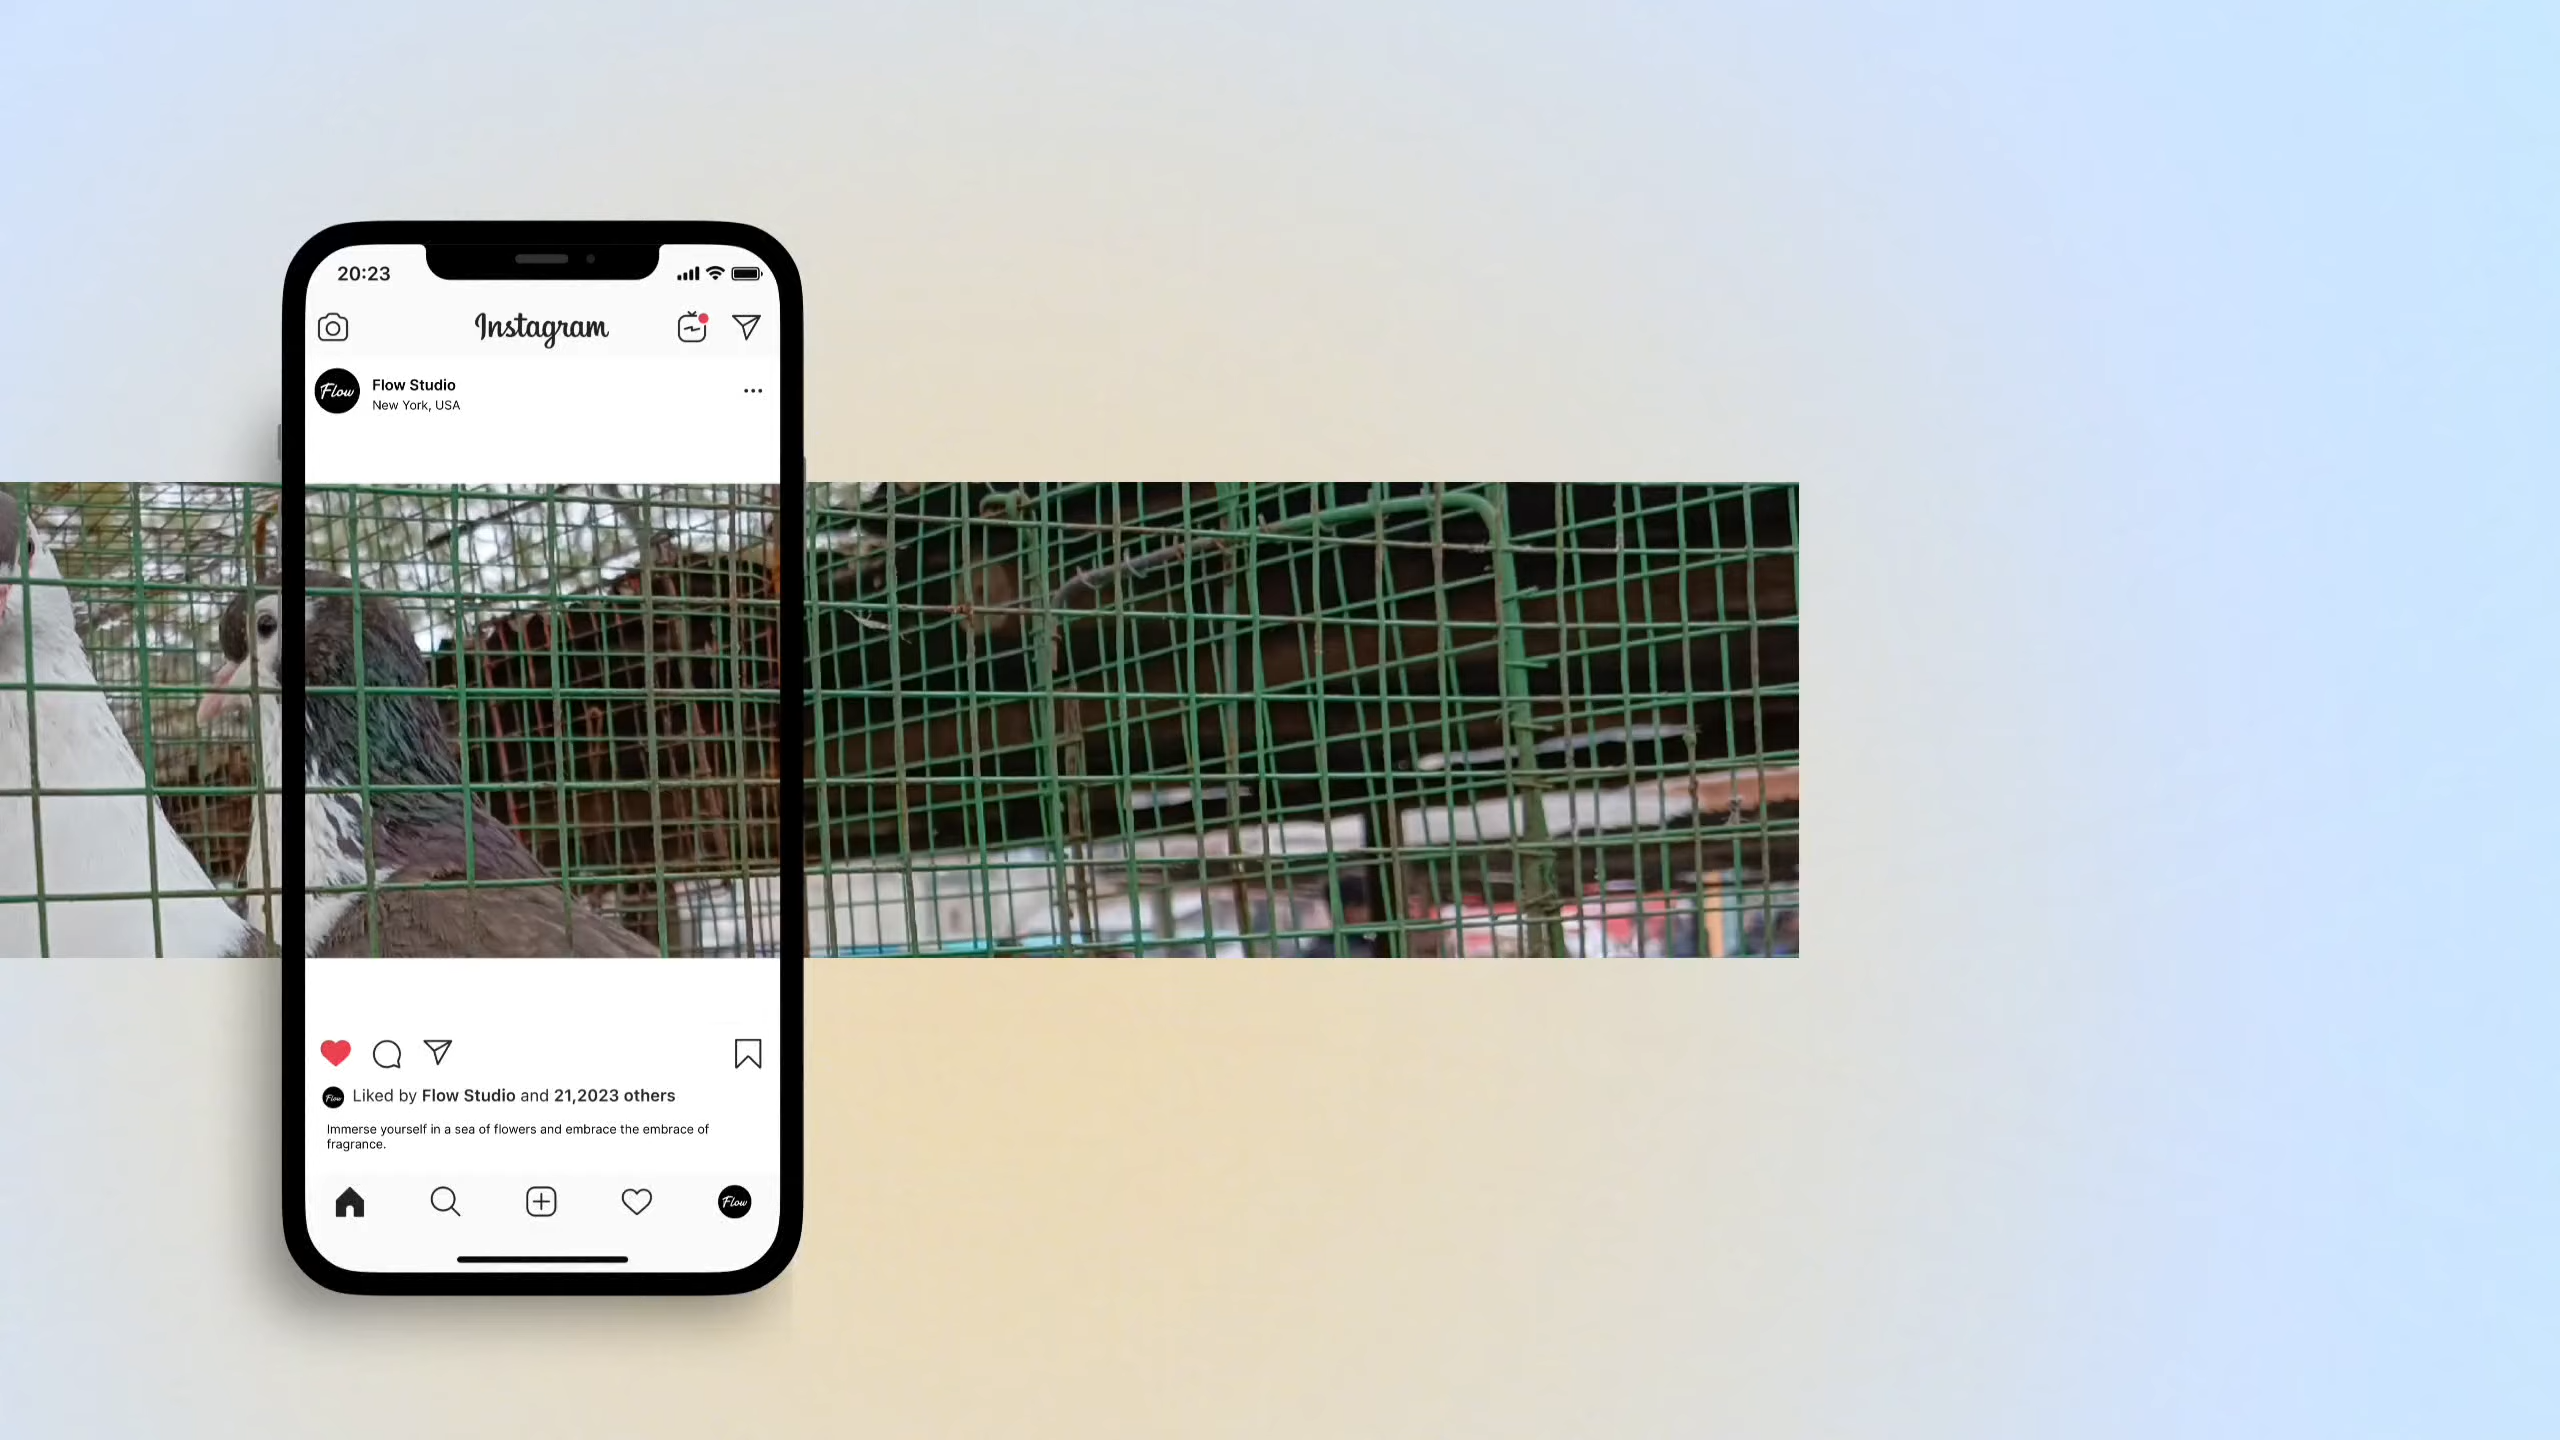 20:23
Instagram
Flow
Flow Studio
New York, USA
Flow
Liked by Flow Studio and 21,2023 others
Immerse yourself in a sea of flowers and embrace the embrace of
fragrance.
Flow